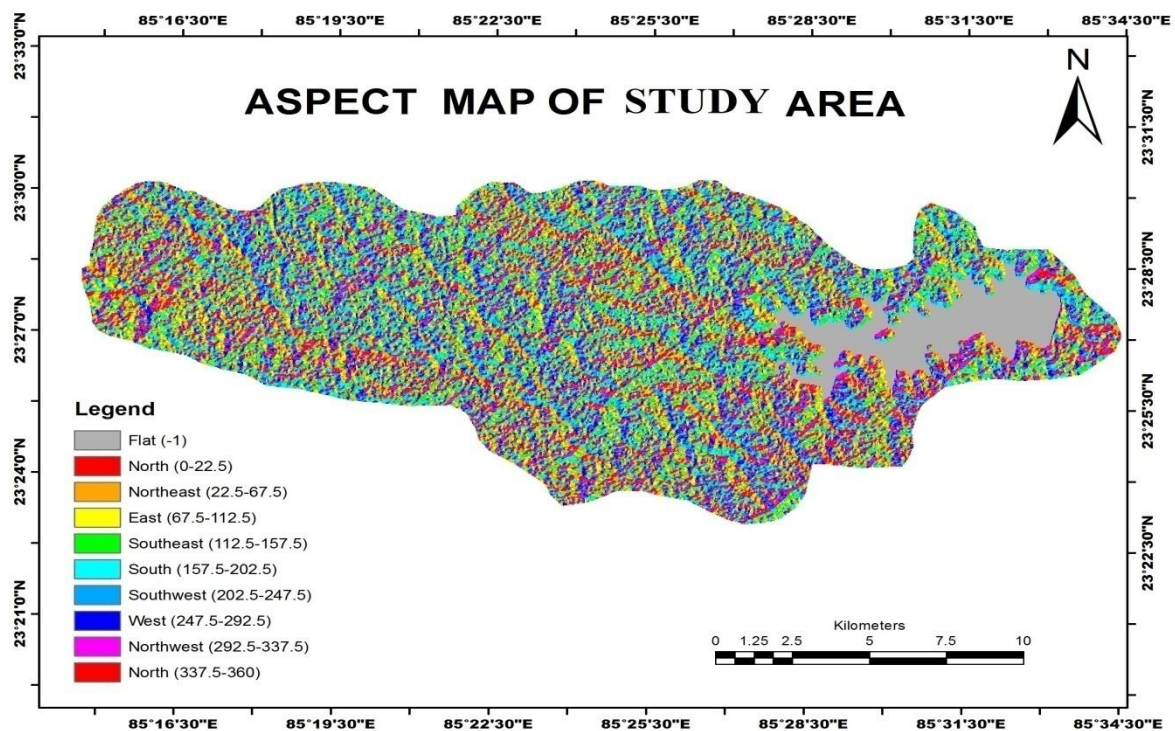 85°16'30"E 85°19'30"E 85°22'30"E 85°25'30"E 85°28'30"E 85°31'30"E 85°34'30"E
23°33'0"N
N
ASPECT MAP OF STUDY AREA
23°31'30"N
23°30'0"N
23°28'30"N
23°27'0"N
23°25'30"N
23°24'0"N
23°22'30"N
23°21'0"N
Legend
Flat (-1)
North (0-22.5)
Northeast (22.5-67.5)
East (67.5-112.5)
Southeast (112.5-157.5)
South (157.5-202.5)
Southwest (202.5-247.5)
West (247.5-292.5)
Northwest (292.5-337.5)
North (337.5-360)
Kilometers
0 1.25 2.5 5 7.5 10
85°16'30"E 85°19'30"E 85°22'30"E 85°25'30"E 85°28'30"E 85°31'30"E 85°34'30"E